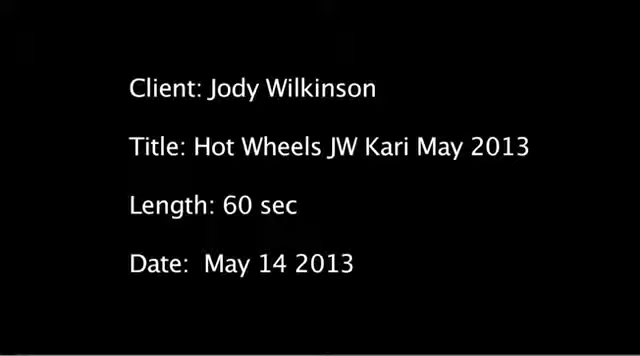 Client: Jody Wilkinson
Title: Hot Wheels JW Kari May 2013
Length: 60 sec
Date:  May 14 2013